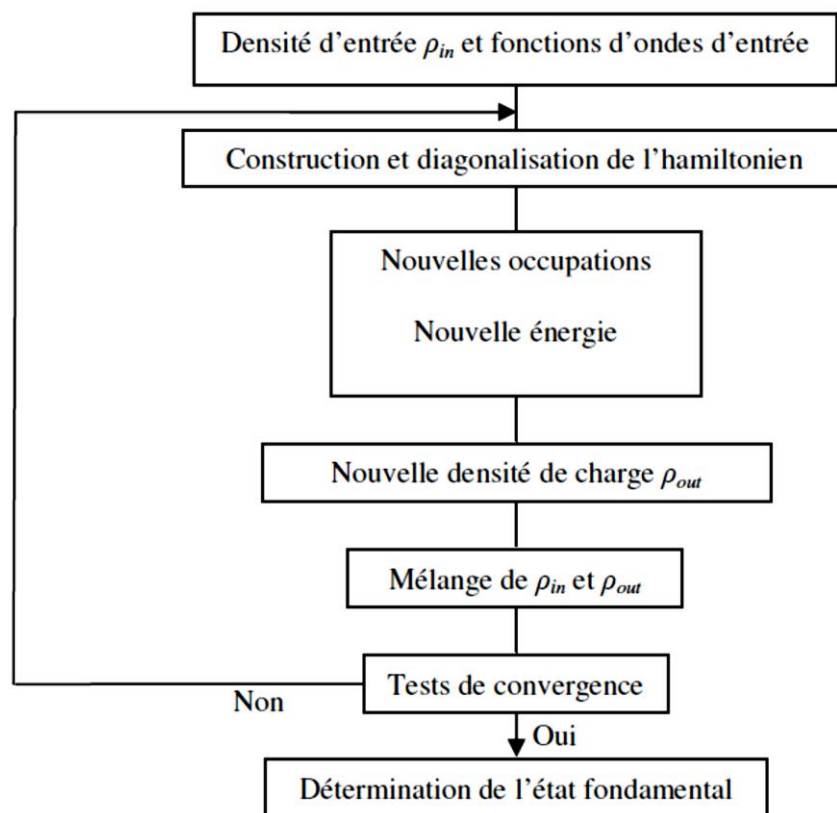 Densité d'entrée ρin et fonctions d'ondes d'entrée
Construction et diagonalisation de l'hamiltonien
Nouvelles occupations
Nouvelle énergie
Nouvelle densité de charge ρout
Mélange de ρin et ρout
Tests de convergence
Non
Oui
Détermination de l'état fondamental